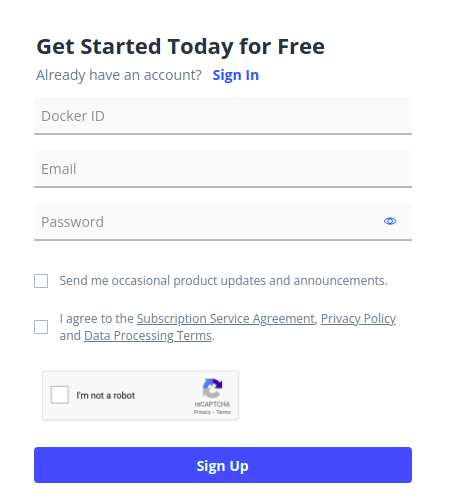 Get Started Today for Free
Already have an account? Sign In
Docker ID
Email
Password
Send me occasional product updates and announcements.
I agree to the Subscription Service Agreement, Privacy Policy
and Data Processing Terms.
I'm not a robot
reCAPTCHA
Privacy - Terms
Sign Up